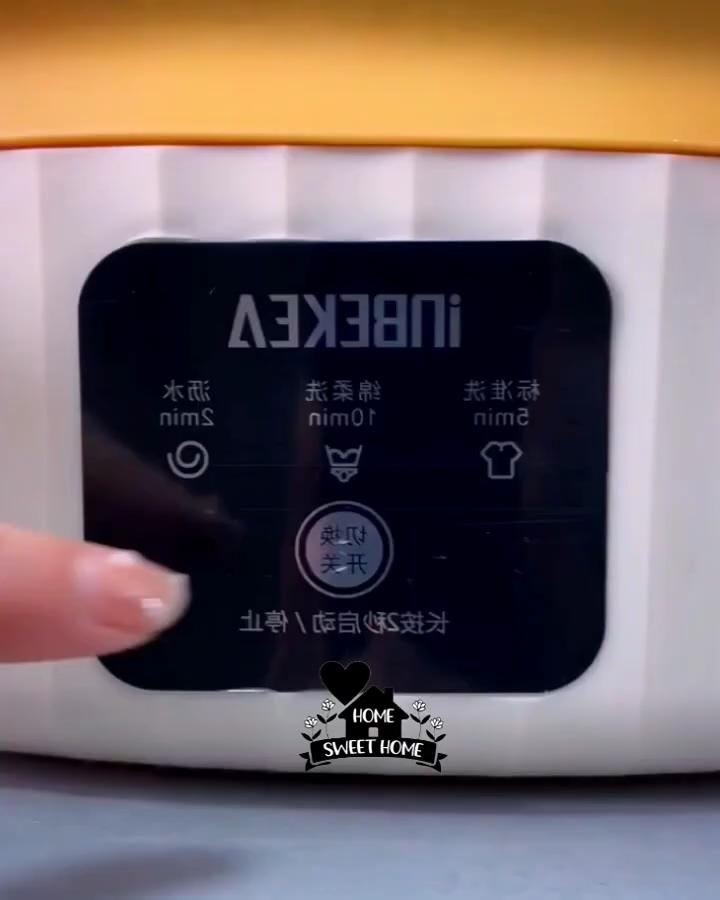 inBEKEA
标准洗 绵柔洗 沥水
5min 10min 2min
切换
开关
长按2秒启动 / 停止
HOME
SWEET HOME